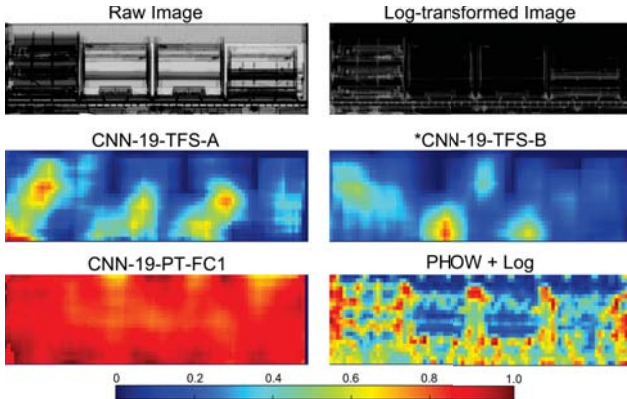 Raw Image
Log-transformed Image
CNN-19-TFS-A
*CNN-19-TFS-B
CNN-19-PT-FC1
PHOW + Log
0 0.2 0.4 0.6 0.8 1.0